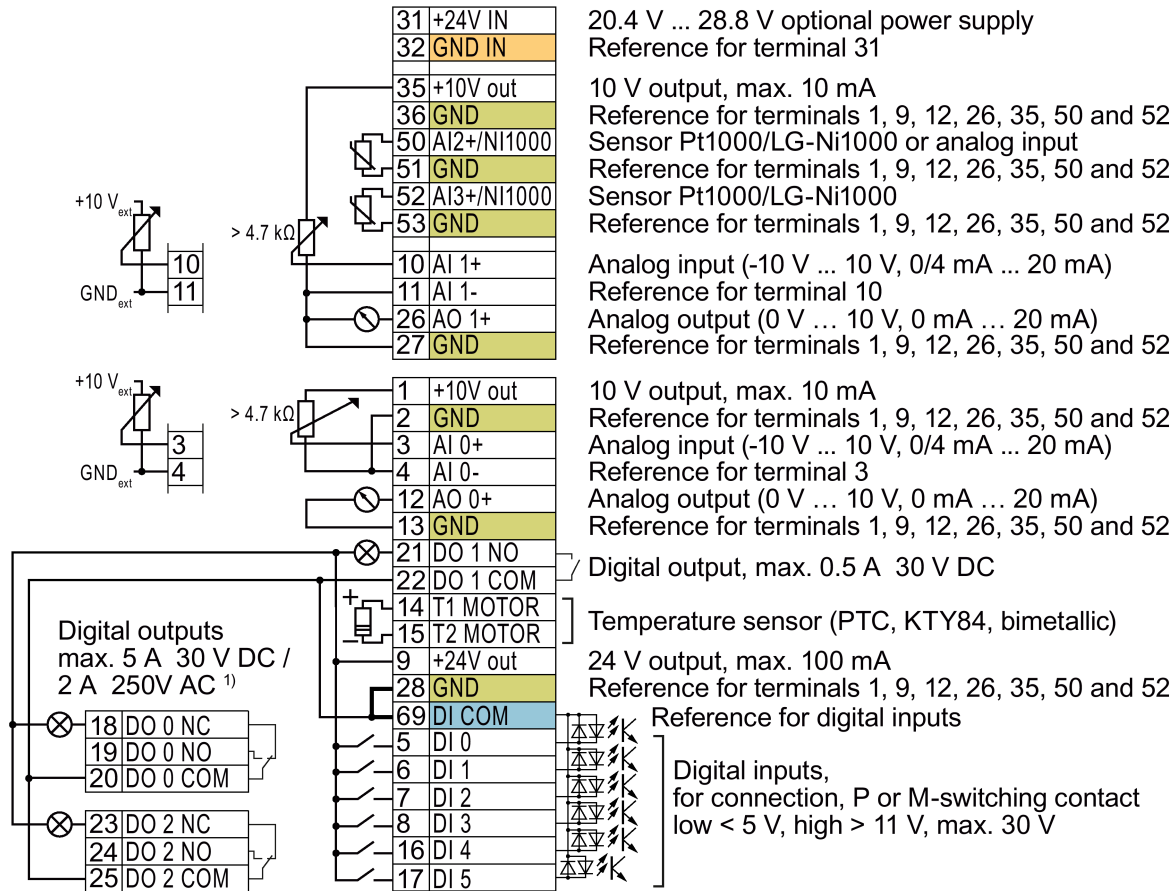 31 +24V IN 20.4 V ... 28.8 V optional power supply
32 GND IN Reference for terminal 31
35 +10V out 10 V output, max. 10 mA
36 GND Reference for terminals 1, 9, 12, 26, 35, 50 and 52
50 AI2+/NI1000 Sensor Pt1000/LG-Ni1000 or analog input
51 GND Reference for terminals 1, 9, 12, 26, 35, 50 and 52
52 AI3+/NI1000 Sensor Pt1000/LG-Ni1000
53 GND Reference for terminals 1, 9, 12, 26, 35, 50 and 52
+10 Vext
> 4.7 kΩ
10
11
GNDext
10 AI 1+ Analog input (-10 V ... 10 V, 0/4 mA ... 20 mA)
11 AI 1- Reference for terminal 10
26 AO 1+ Analog output (0 V … 10 V, 0 mA … 20 mA)
27 GND Reference for terminals 1, 9, 12, 26, 35, 50 and 52
+10 Vext
> 4.7 kΩ
3
4
GNDext
1 +10V out 10 V output, max. 10 mA
2 GND Reference for terminals 1, 9, 12, 26, 35, 50 and 52
3 AI 0+ Analog input (-10 V ... 10 V, 0/4 mA ... 20 mA)
4 AI 0- Reference for terminal 3
12 AO 0+ Analog output (0 V … 10 V, 0 mA … 20 mA)
13 GND Reference for terminals 1, 9, 12, 26, 35, 50 and 52
21 DO 1 NO
22 DO 1 COM
Digital output, max. 0.5 A 30 V DC
+
14 T1 MOTOR
–
15 T2 MOTOR
Temperature sensor (PTC, KTY84, bimetallic)
9 +24V out 24 V output, max. 100 mA
28 GND Reference for terminals 1, 9, 12, 26, 35, 50 and 52
69 DI COM Reference for digital inputs
5 DI 0
6 DI 1
7 DI 2
8 DI 3
16 DI 4
17 DI 5
Digital inputs,
for connection, P or M-switching contact
low < 5 V, high > 11 V, max. 30 V
Digital outputs
max. 5 A 30 V DC /
2 A 250V AC 1)
18 DO 0 NC
19 DO 0 NO
20 DO 0 COM
23 DO 2 NC
24 DO 2 NO
25 DO 2 COM